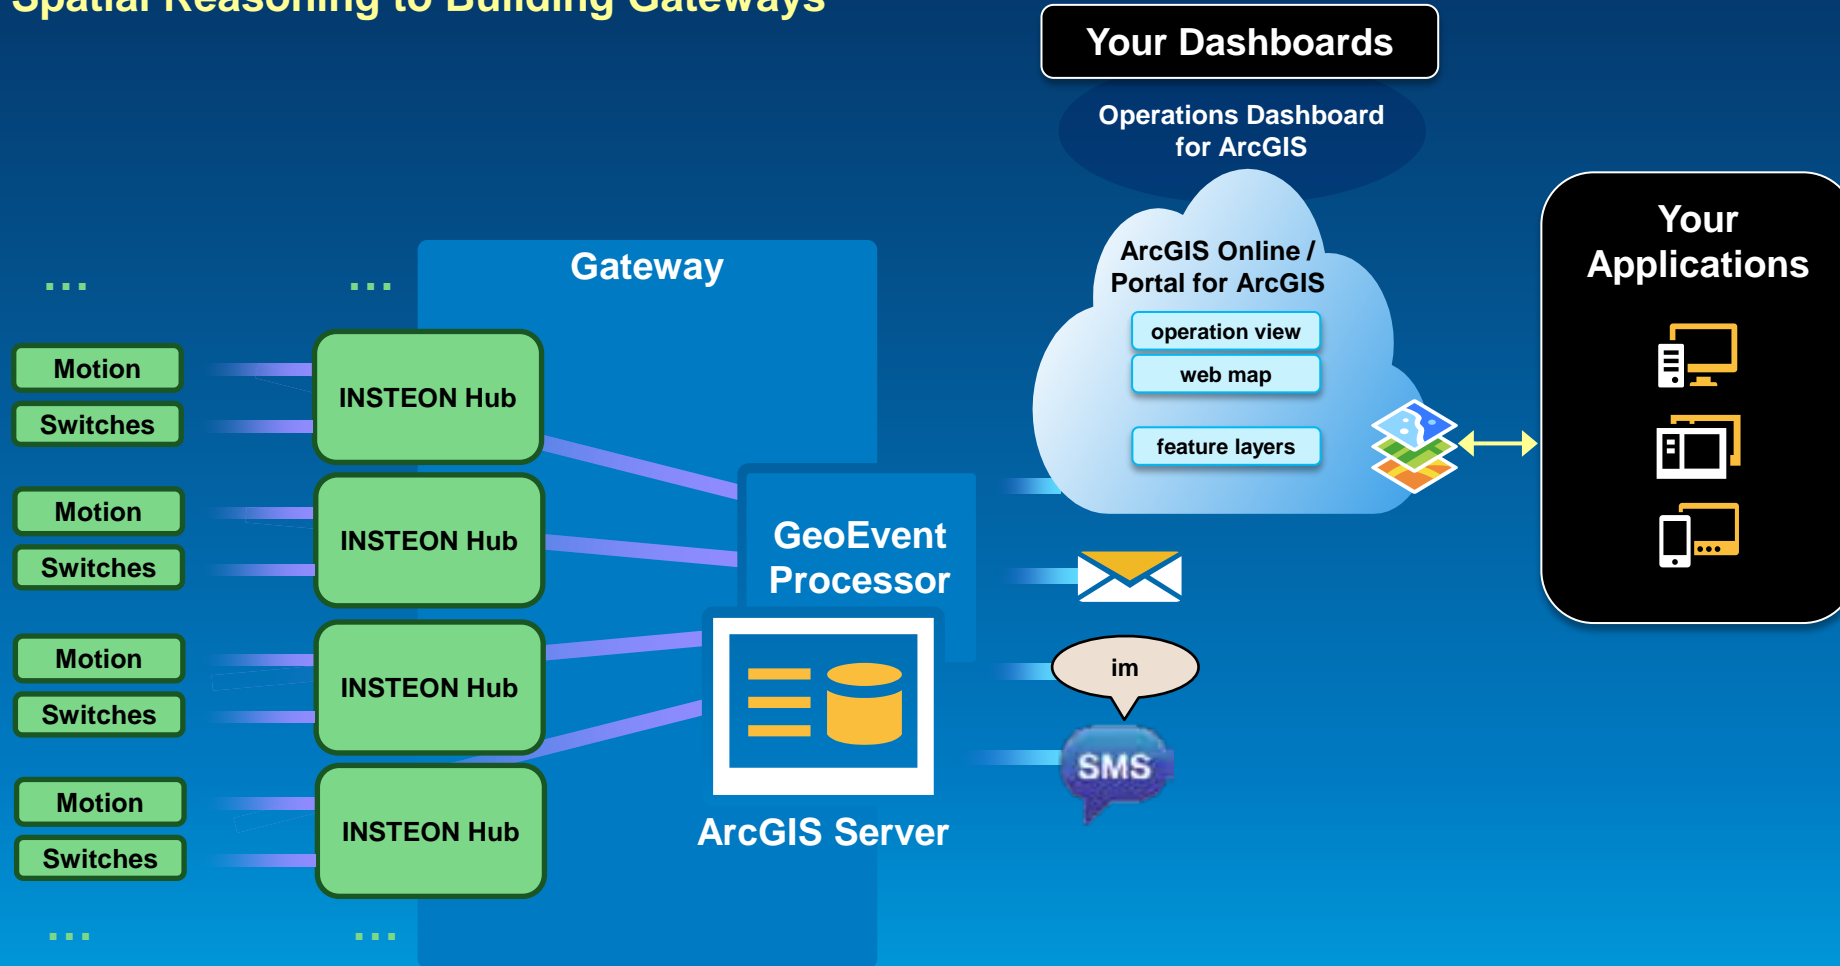 Spatial Reasoning to Building Gateways
Your Dashboards
Operations Dashboard
for ArcGIS
ArcGIS Online /
Portal for ArcGIS
operation view
web map
feature layers
Your
Applications
Gateway
...
...
Motion
Switches
INSTEON Hub
Motion
Switches
INSTEON Hub
Motion
Switches
INSTEON Hub
Motion
Switches
INSTEON Hub
...
...
GeoEvent
Processor
ArcGIS Server
im
SMS